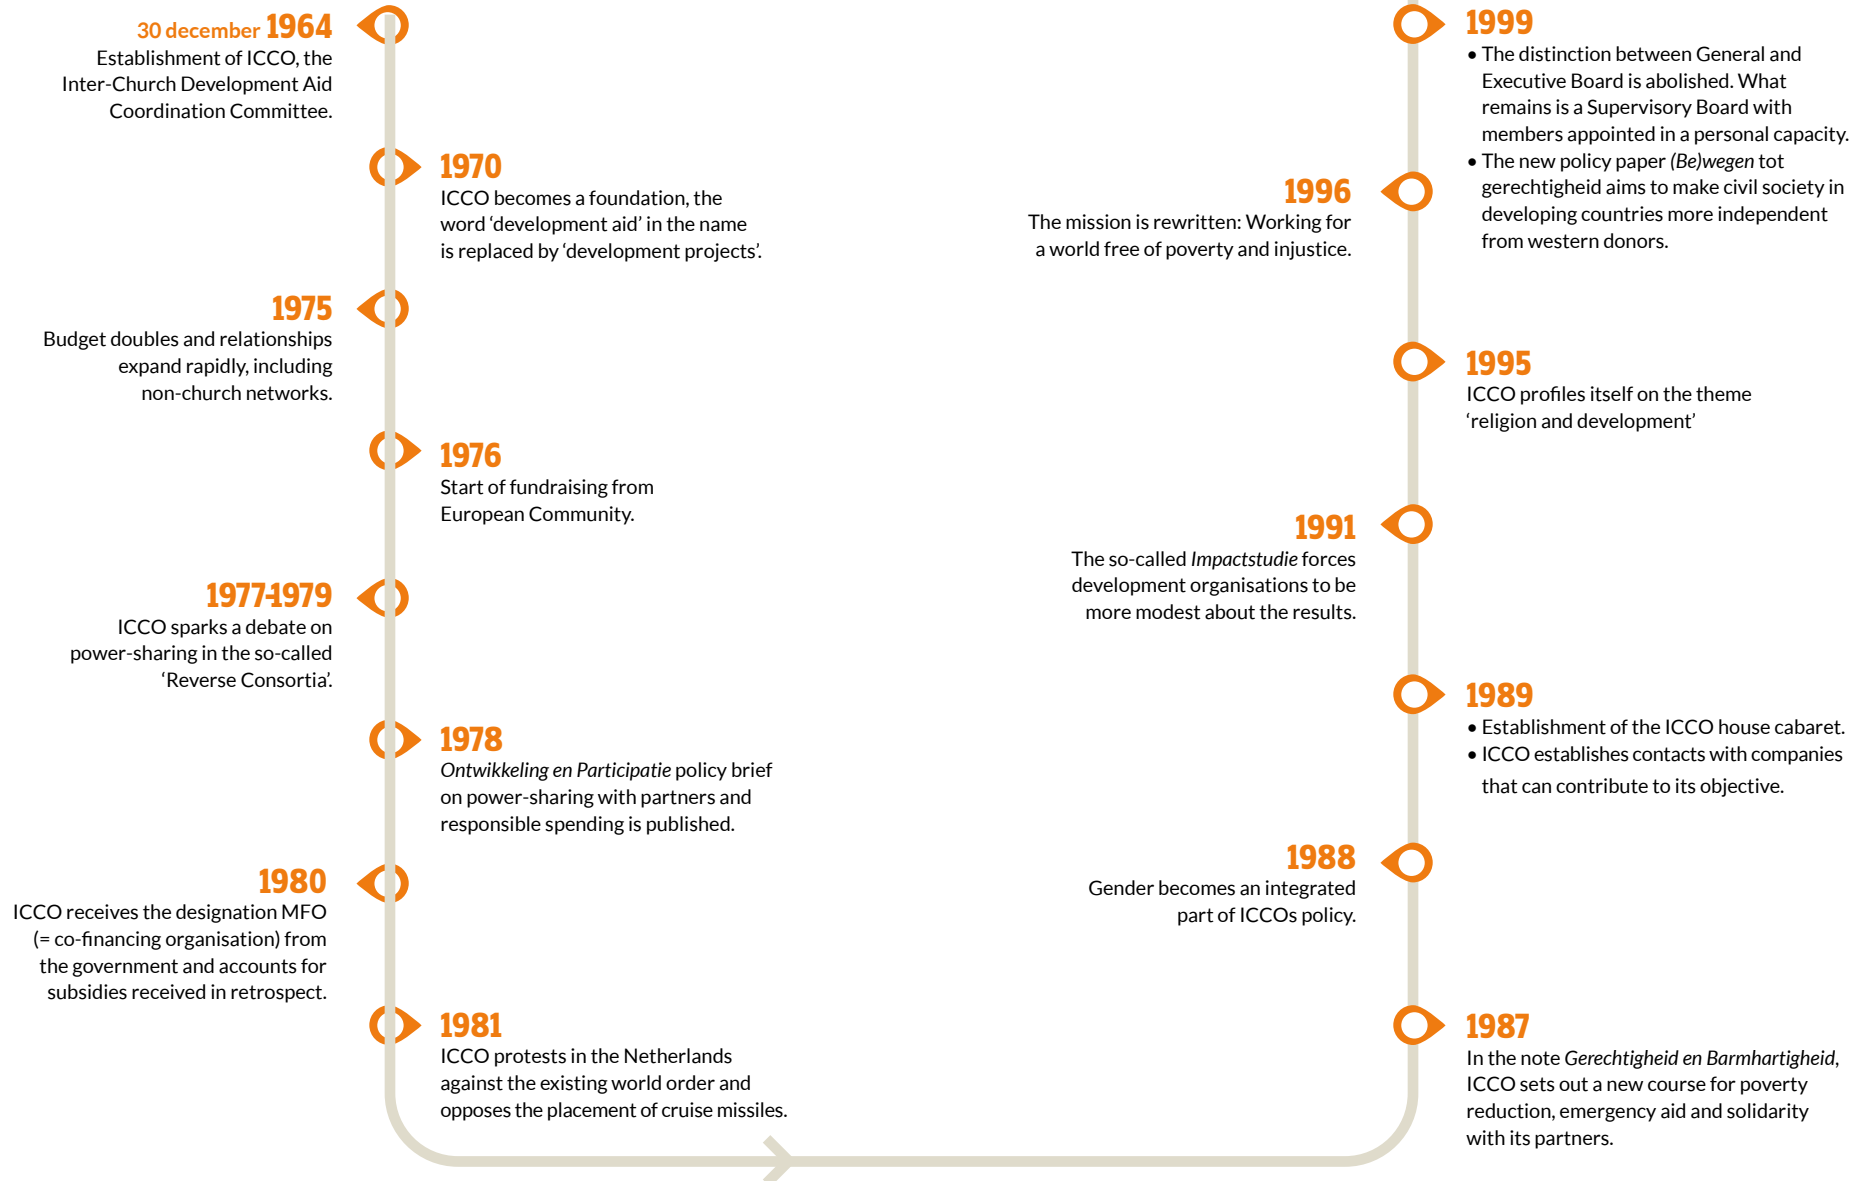 30 december 1964
Establishment of ICCO, the
Inter-Church Development Aid
Coordination Committee.
1970
ICCO becomes a foundation, the
word ‘development aid’ in the name
is replaced by ‘development projects’.
1975
Budget doubles and relationships
expand rapidly, including
non-church networks.
1976
Start of fundraising from
European Community.
1977-1979
ICCO sparks a debate on
power-sharing in the so-called
‘Reverse Consortia’.
1978
Ontwikkeling en Participatie policy brief
on power-sharing with partners and
responsible spending is published.
1980
ICCO receives the designation MFO
(= co-financing organisation) from
the government and accounts for
subsidies received in retrospect.
1981
ICCO protests in the Netherlands
against the existing world order and
opposes the placement of cruise missiles.
1987
In the note Gerechtigheid en Barmhartigheid,
ICCO sets out a new course for poverty
reduction, emergency aid and solidarity
with its partners.
1988
Gender becomes an integrated
part of ICCOs policy.
1989
• Establishment of the ICCO house cabaret.
• ICCO establishes contacts with companies
that can contribute to its objective.
1991
The so-called Impactstudie forces
development organisations to be
more modest about the results.
1995
ICCO profiles itself on the theme
‘religion and development’
1996
The mission is rewritten: Working for
a world free of poverty and injustice.
1999
• The distinction between General and
Executive Board is abolished. What
remains is a Supervisory Board with
members appointed in a personal capacity.
• The new policy paper (Be)wegen tot
gerechtigheid aims to make civil society in
developing countries more independent
from western donors.